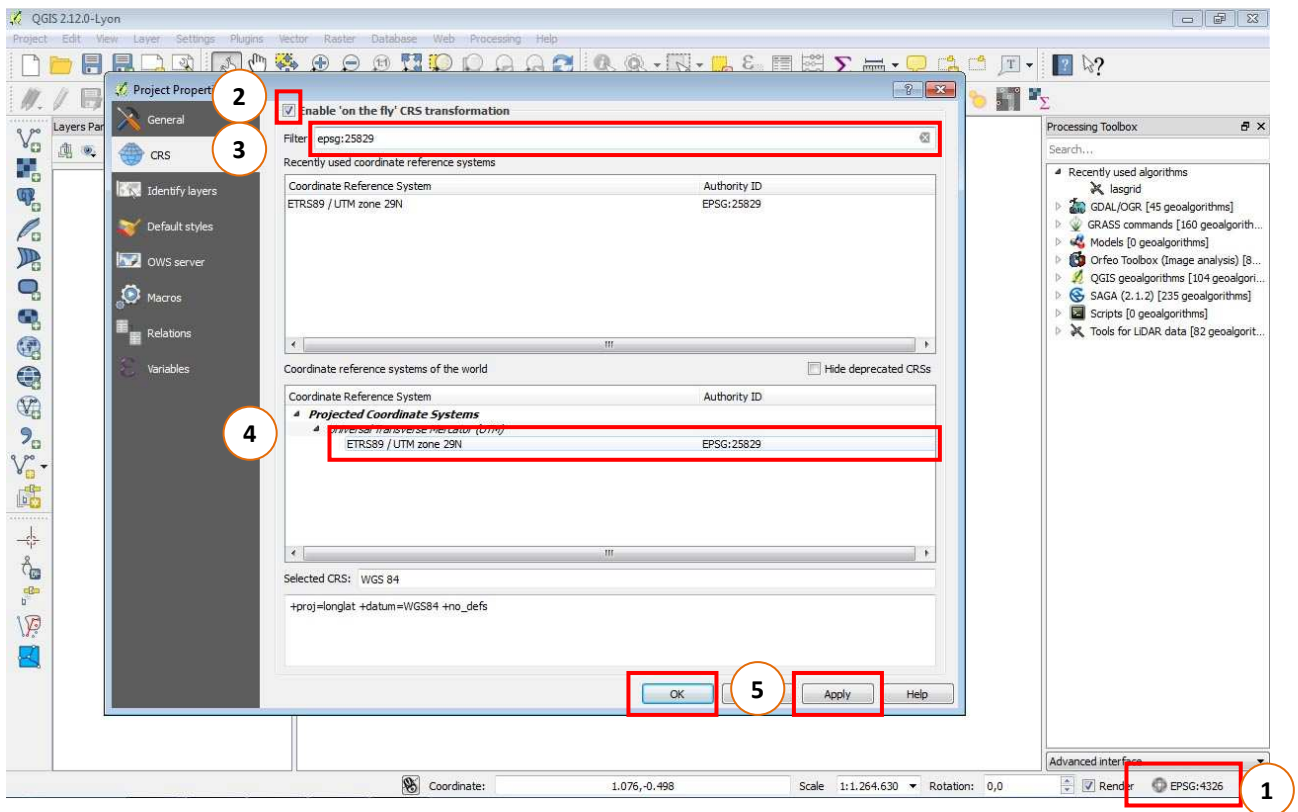 QGIS 2.12.0-Lyon
Project Edit View Layer Settings Plugins Vector Raster Database Web Processing Help
Project Propert
2
Enable 'on the fly' CRS transformation
General
Layers Par
3
Filter epsg:25829
CRS
Recently used coordinate reference systems
Coordinate Reference System Authority ID
ETRS89 / UTM zone 29N EPSG:25829
Identify layers
Default styles
OWS server
Macros
Relations
Variables
Coordinate reference systems of the world
Hide deprecated CRSs
Coordinate Reference System Authority ID
Projected Coordinate Systems
Universal Transverse Mercator (UTM)
4
ETRS89 / UTM zone 29N EPSG:25829
Selected CRS: WGS 84
+proj=longlat +datum=WGS84 +no_defs
OK
5
Apply
Help
Processing Toolbox
Search...
Recently used algorithms
lasgrid
GDAL/OGR [45 geoalgorithms]
GRASS commands [160 geoalgorith...
Models [0 geoalgorithms]
Orfeo Toolbox (Image analysis) [8...
QGIS geoalgorithms [104 geoalgori...
SAGA (2.1.2) [235 geoalgorithms]
Scripts [0 geoalgorithms]
Tools for LiDAR data [82 geoalgorit...
Advanced interface
Coordinate: 1.076,-0.498 Scale 1:1.264.630 Rotation: 0,0 Render EPSG:4326
1